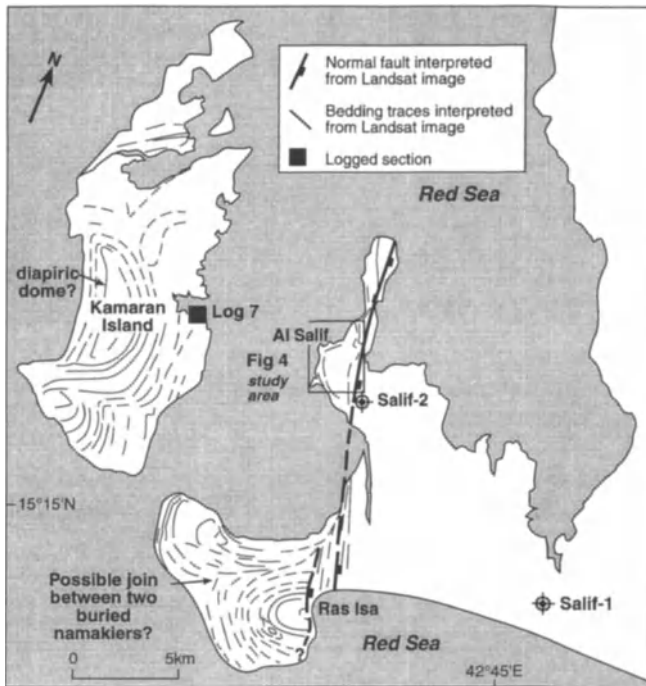 N
Normal fault interpreted
from Landsat image
Bedding traces interpreted
from Landsat image
Logged section
Red Sea
diapiric
dome?
Kamaran
Island
Log 7
Al Salif
Fig 4
study
area
Salif-2
15°15'N
Possible join
between two
buried
namakiers?
Ras Isa
?
Salif-1
Red Sea
0 5km
42°45'E